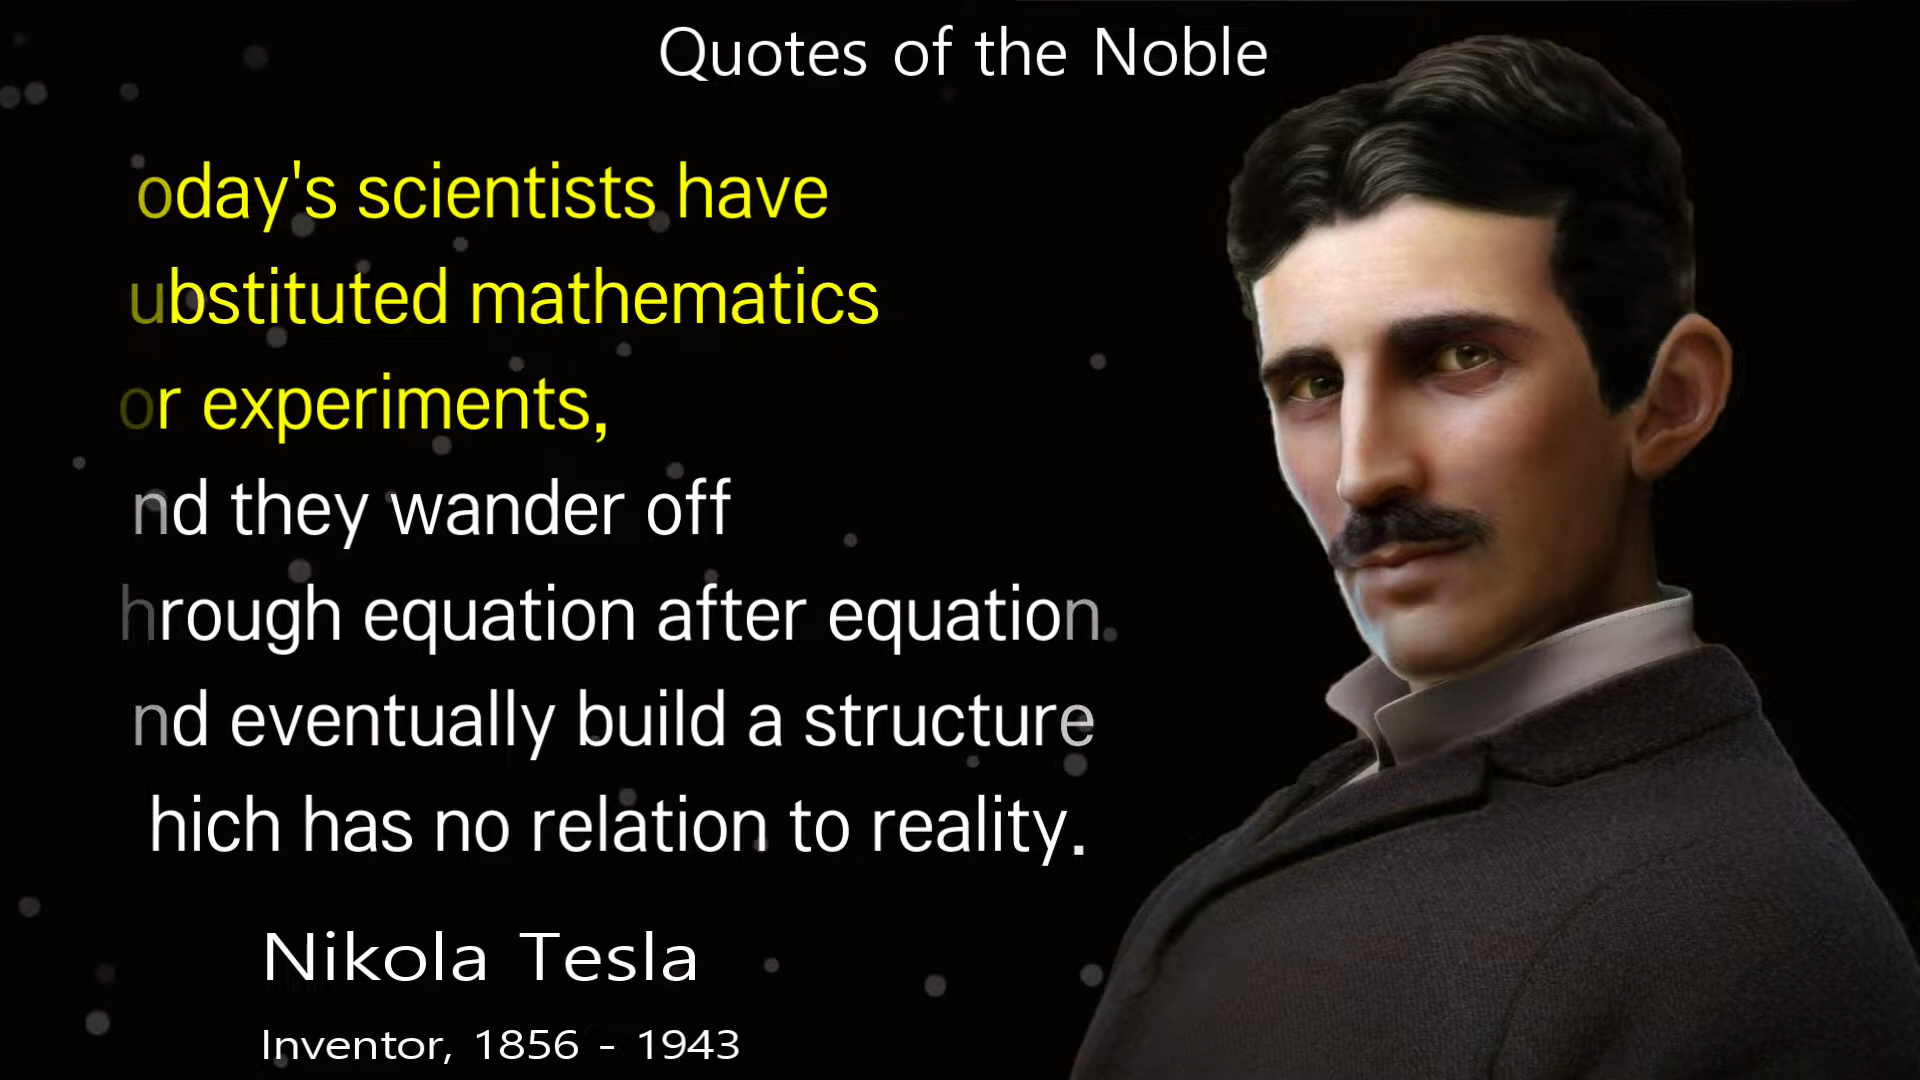 Quotes of the Noble
oday's scientists have
ubstituted mathematics
or experiments,
nd they wander off
hrough equation after equation
nd eventually build a structure
hich has no relation to reality.
Nikola Tesla
Inventor, 1856 - 1943